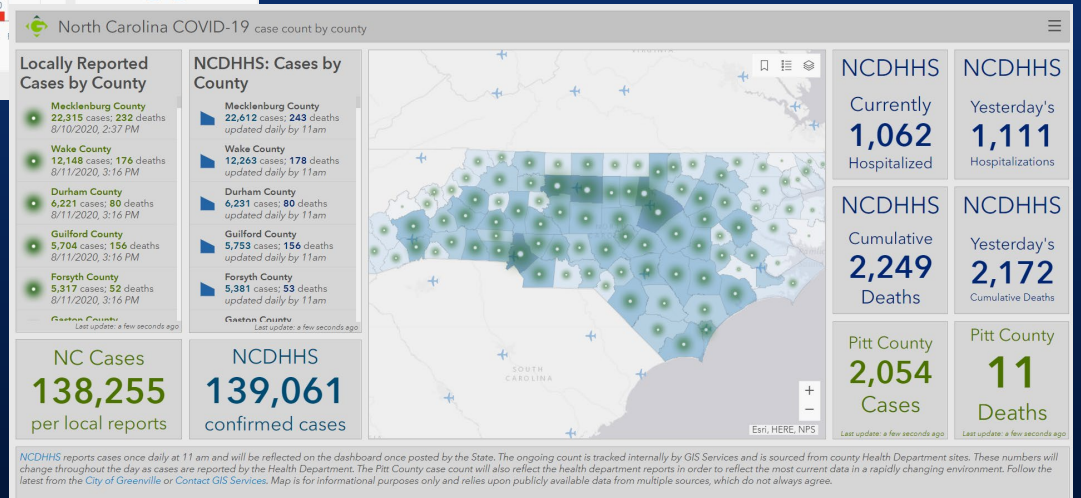 North Carolina COVID-19 case count by county
Locally Reported
Cases by County
Mecklenburg County
22,315 cases; 232 deaths
8/10/2020, 2:37 PM
Wake County
12,148 cases; 176 deaths
8/11/2020, 3:16 PM
Durham County
6,221 cases; 80 deaths
8/11/2020, 3:16 PM
Guilford County
5,704 cases; 156 deaths
8/11/2020, 3:16 PM
Forsyth County
5,317 cases; 52 deaths
8/11/2020, 3:16 PM
Gaston County
Last update: a few seconds ago
NCDHHS: Cases by
County
Mecklenburg County
22,612 cases; 243 deaths
updated daily by 11am
Wake County
12,263 cases; 178 deaths
updated daily by 11am
Durham County
6,231 cases; 80 deaths
updated daily by 11am
Guilford County
5,753 cases; 156 deaths
updated daily by 11am
Forsyth County
5,381 cases; 53 deaths
updated daily by 11am
Gaston County
Last update: a few seconds ago
NC Cases
138,255
per local reports
NCDHHS
139,061
confirmed cases
VIRGINIA
SOUTH
CAROLINA
+
−
Esri, HERE, NPS
NCDHHS
Currently
1,062
Hospitalized
NCDHHS
Yesterday's
1,111
Hospitalizations
NCDHHS
Cumulative
2,249
Deaths
NCDHHS
Yesterday's
2,172
Cumulative Deaths
Pitt County
2,054
Cases
Last update: a few seconds ago
Pitt County
11
Deaths
Last update: a few seconds ago
NCDHHS reports cases once daily at 11 am and will be reflected on the dashboard once posted by the State. The ongoing count is tracked internally by GIS Services and is sourced from county Health Department sites. These numbers will
change throughout the day as cases are reported by the Health Department. The Pitt County case count will also reflect the health department reports in order to reflect the most current data in a rapidly changing environment. Follow the
latest from the City of Greenville or Contact GIS Services. Map is for informational purposes only and relies upon publicly available data from multiple sources, which do not always agree.